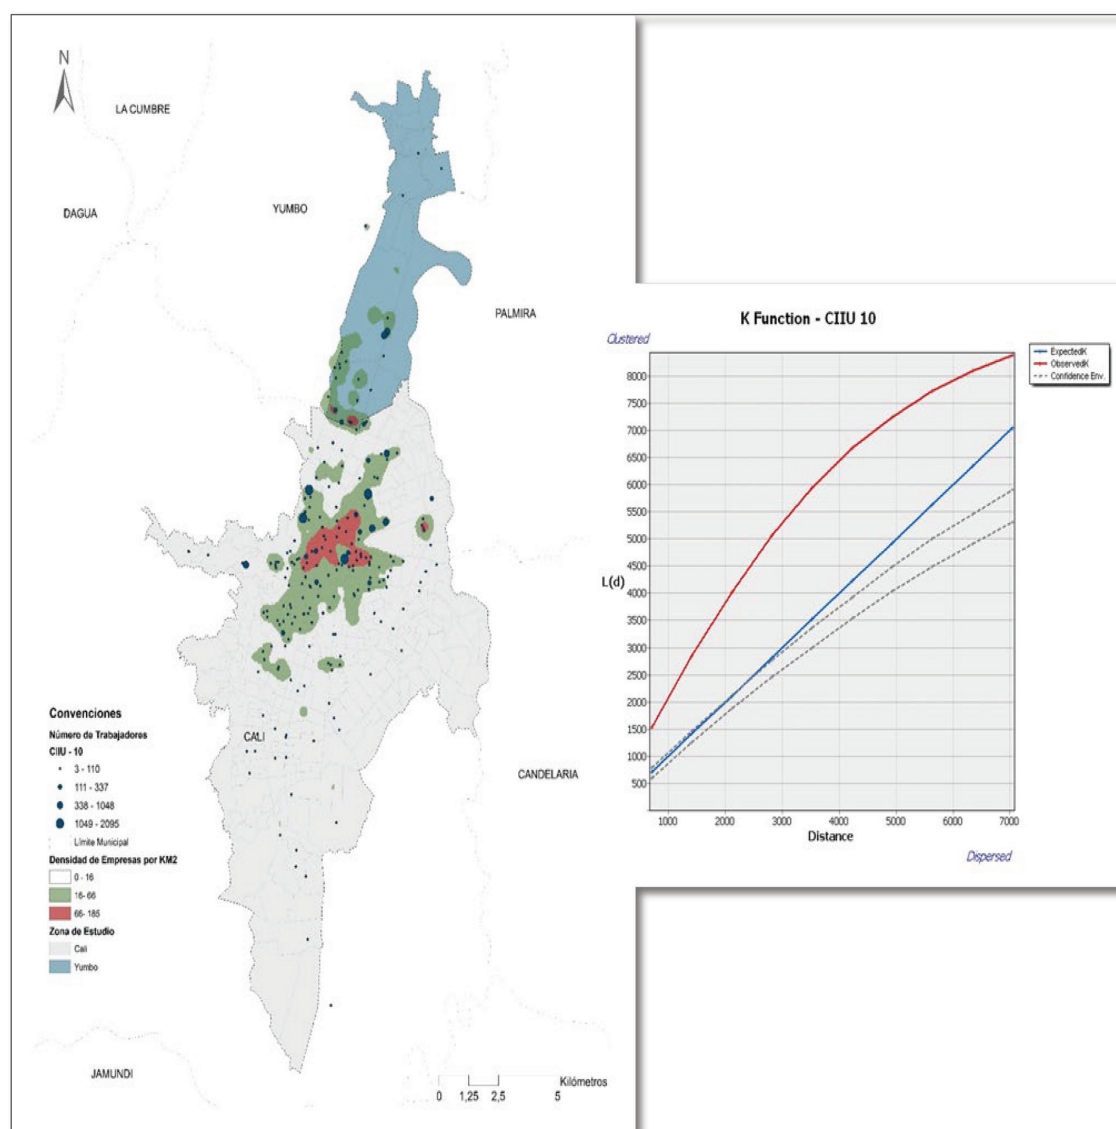 N
LA CUMBRE
DAGUA
YUMBO
PALMIRA
CALI
CANDELARIA
JAMUNDI
Convenciones
Número de Trabajadores
CIIU - 10
3 - 110
111 - 337
338 - 1048
1049 - 2095
Límite Municipal
Densidad de Empresas por KM2
0 - 16
16- 66
66- 185
Zona de Estudio
Cali
Yumbo
Kilómetros
0 1,25 2,5 5
K Function - CIIU 10
Clustered
ExpectedK
ObservedK
Confidence Env.
8000
7500
7000
6500
6000
5500
5000
4500
4000
3500
3000
2500
2000
1500
1000
500
L(d)
1000 2000 3000 4000 5000 6000 7000
Distance
Dispersed